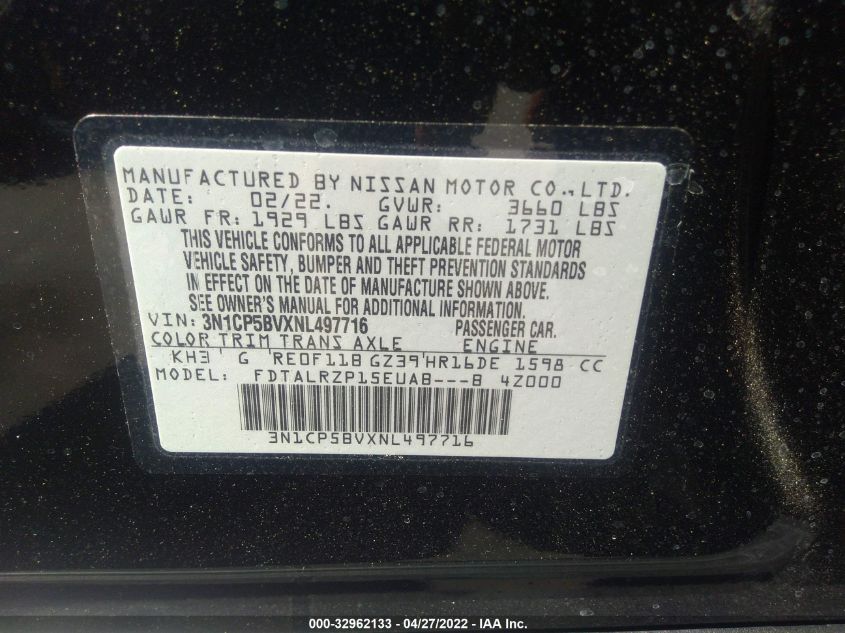 MANUFACTURED BY NISSAN MOTOR CO.,LTD.
DATE: 02/22. GVWR: 3660 LBS
GAWR FR: 1929 LBS GAWR RR: 1731 LBS
THIS VEHICLE CONFORMS TO ALL APPLICABLE FEDERAL MOTOR
VEHICLE SAFETY, BUMPER AND THEFT PREVENTION STANDARDS
IN EFFECT ON THE DATE OF MANUFACTURE SHOWN ABOVE.
SEE OWNER'S MANUAL FOR ADDITIONAL INFORMATION.
VIN: 3N1CP5BVXNL497716 PASSENGER CAR.
COLOR TRIM TRANS AXLE ENGINE
KH3 ' G 'RE0F11B GZ39'HR16DE 1598 CC
MODEL: FDTALRZP15EUAB---B 4Z000
3N1CP5BVXNL497716
000-32962133 - 04/27/2022 - IAA Inc.